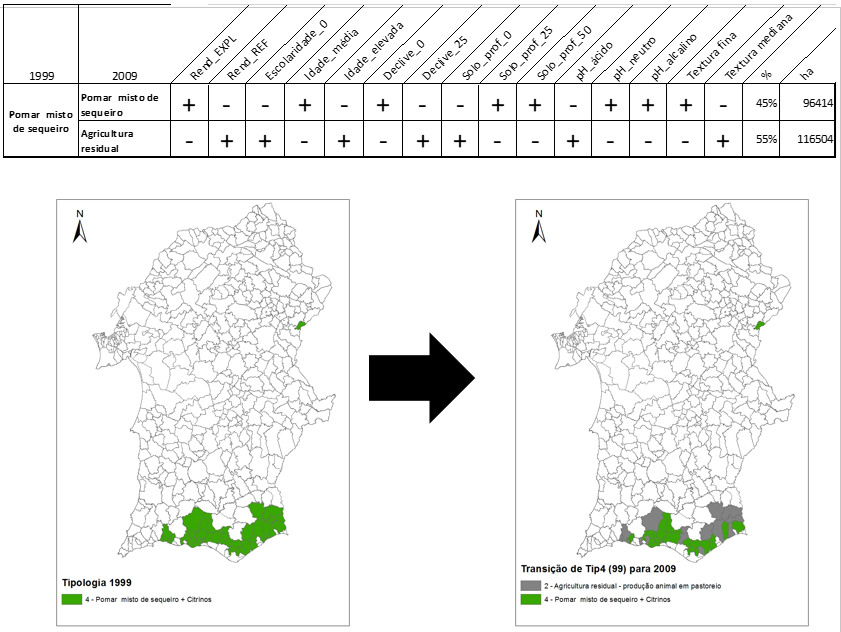 1999 2009 Rend_EXPL Rend_REF Escolaridade_0 Idade_média Idade_elevada Declive_0 Declive_25 Solo_prof_0 Solo_prof_25 Solo_prof_50 pH_ácido pH_neutro pH_alcalino Textura fina Textura mediana % ha
Pomar misto de sequeiro
Pomar misto de
sequeiro + - - + - + - - + + - + + + - 45% 96414
Agricultura
residual - + + - + - + + - - + - - - + 55% 116504
N
N
Tipologia 1999
4 - Pomar misto de sequeiro + Citrinos
Transição de Tip4 (99) para 2009
2 - Agricultura residual - produção animal em pastoreio
4 - Pomar misto de sequeiro + Citrinos